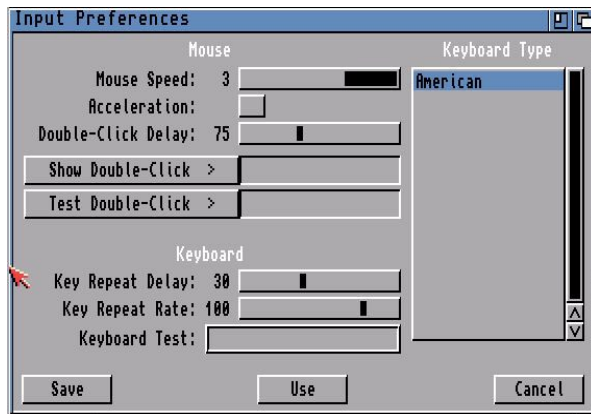 Input Preferences
Mouse
Mouse Speed: 3
Acceleration:
Double-Click Delay: 75
Show Double-Click >
Test Double-Click >
Keyboard
Key Repeat Delay: 30
Key Repeat Rate: 100
Keyboard Test:
Keyboard Type
American
Save
Use
Cancel